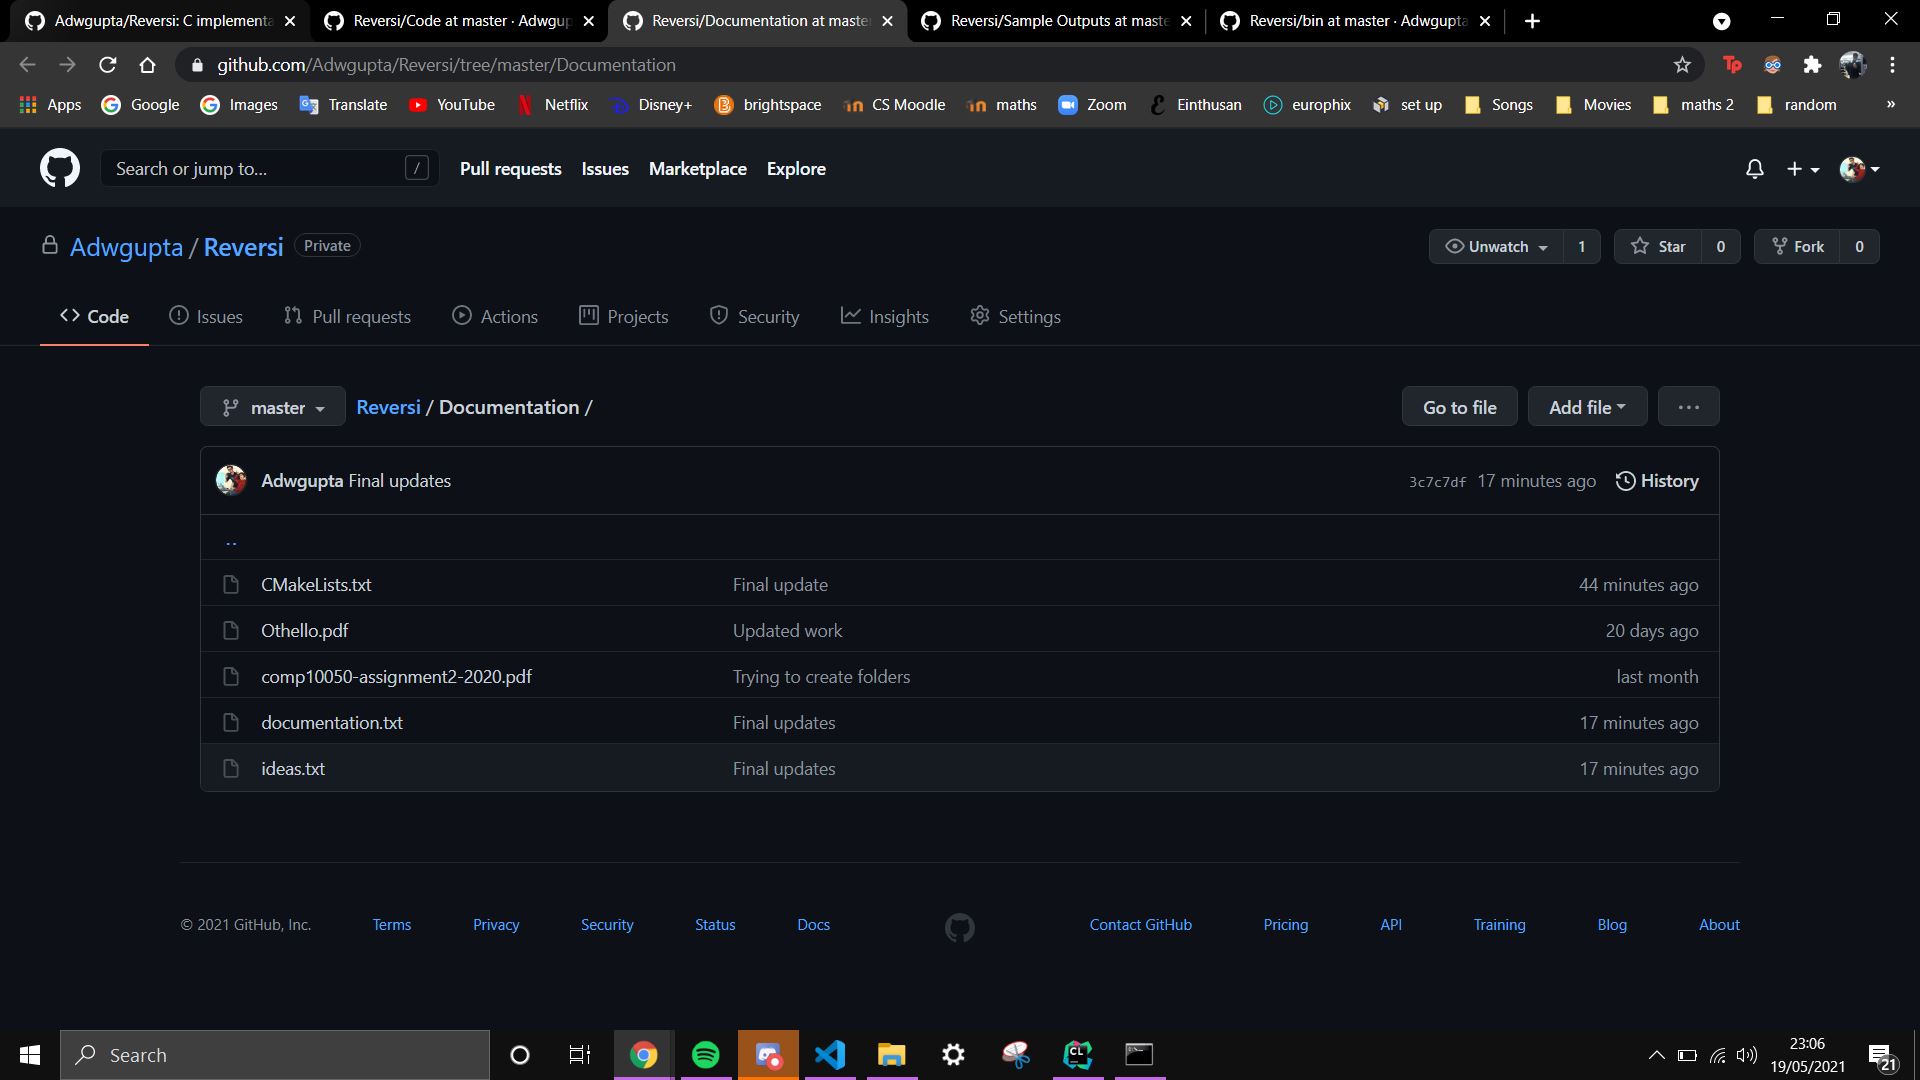 Adwgupta/Reversi: C implementa
Reversi/Code at master · Adwgup
Reversi/Documentation at master
Reversi/Sample Outputs at maste
Reversi/bin at master · Adwgupta
github.com/Adwgupta/Reversi/tree/master/Documentation
Apps Google Images Translate YouTube Netflix Disney+ brightspace CS Moodle maths Zoom Einthusan europhix set up Songs Movies maths 2 random »
Search or jump to... / Pull requests Issues Marketplace Explore
Adwgupta / Reversi Private Unwatch 1 Star 0 Fork 0
Code Issues Pull requests Actions Projects Security Insights Settings
master Reversi / Documentation / Go to file Add file ...
Adwgupta Final updates 3c7c7df 17 minutes ago History
..
CMakeLists.txt Final update 44 minutes ago
Othello.pdf Updated work 20 days ago
comp10050-assignment2-2020.pdf Trying to create folders last month
documentation.txt Final updates 17 minutes ago
ideas.txt Final updates 17 minutes ago
© 2021 GitHub, Inc. Terms Privacy Security Status Docs Contact GitHub Pricing API Training Blog About
Search
CL
23:06
19/05/2021
21